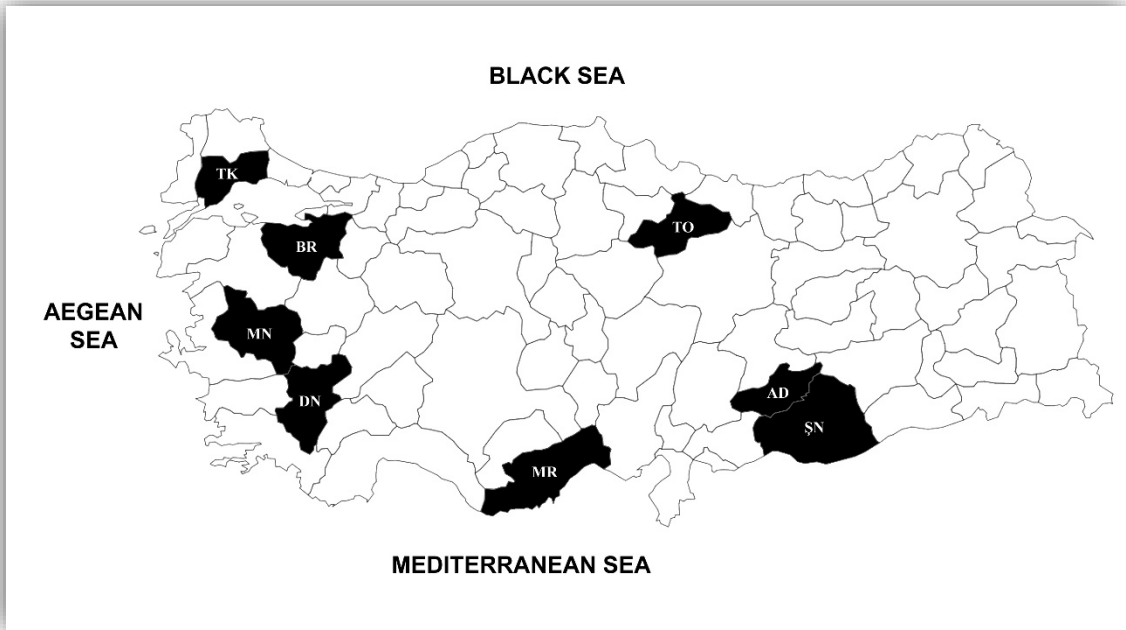 BLACK SEA
TK
TO
BR
AEGEAN
SEA
MN
AD
DN
ŞN
MR
MEDITERRANEAN SEA